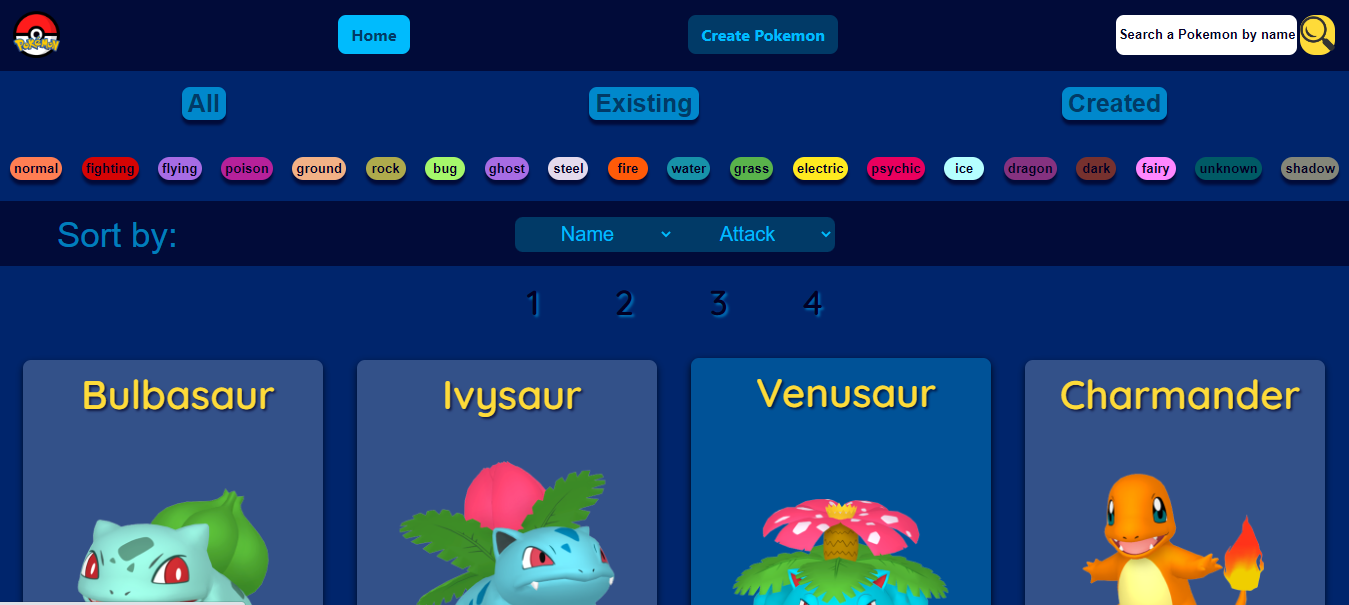 Pokémon
Home
Create Pokemon
Search a Pokemon by name
All
Existing
Created
normal fighting flying poison ground rock bug ghost steel fire water grass electric psychic ice dragon dark fairy unknown shadow
Sort by:
Name
Attack
1 2 3 4
Bulbasaur
Ivysaur
Venusaur
Charmander